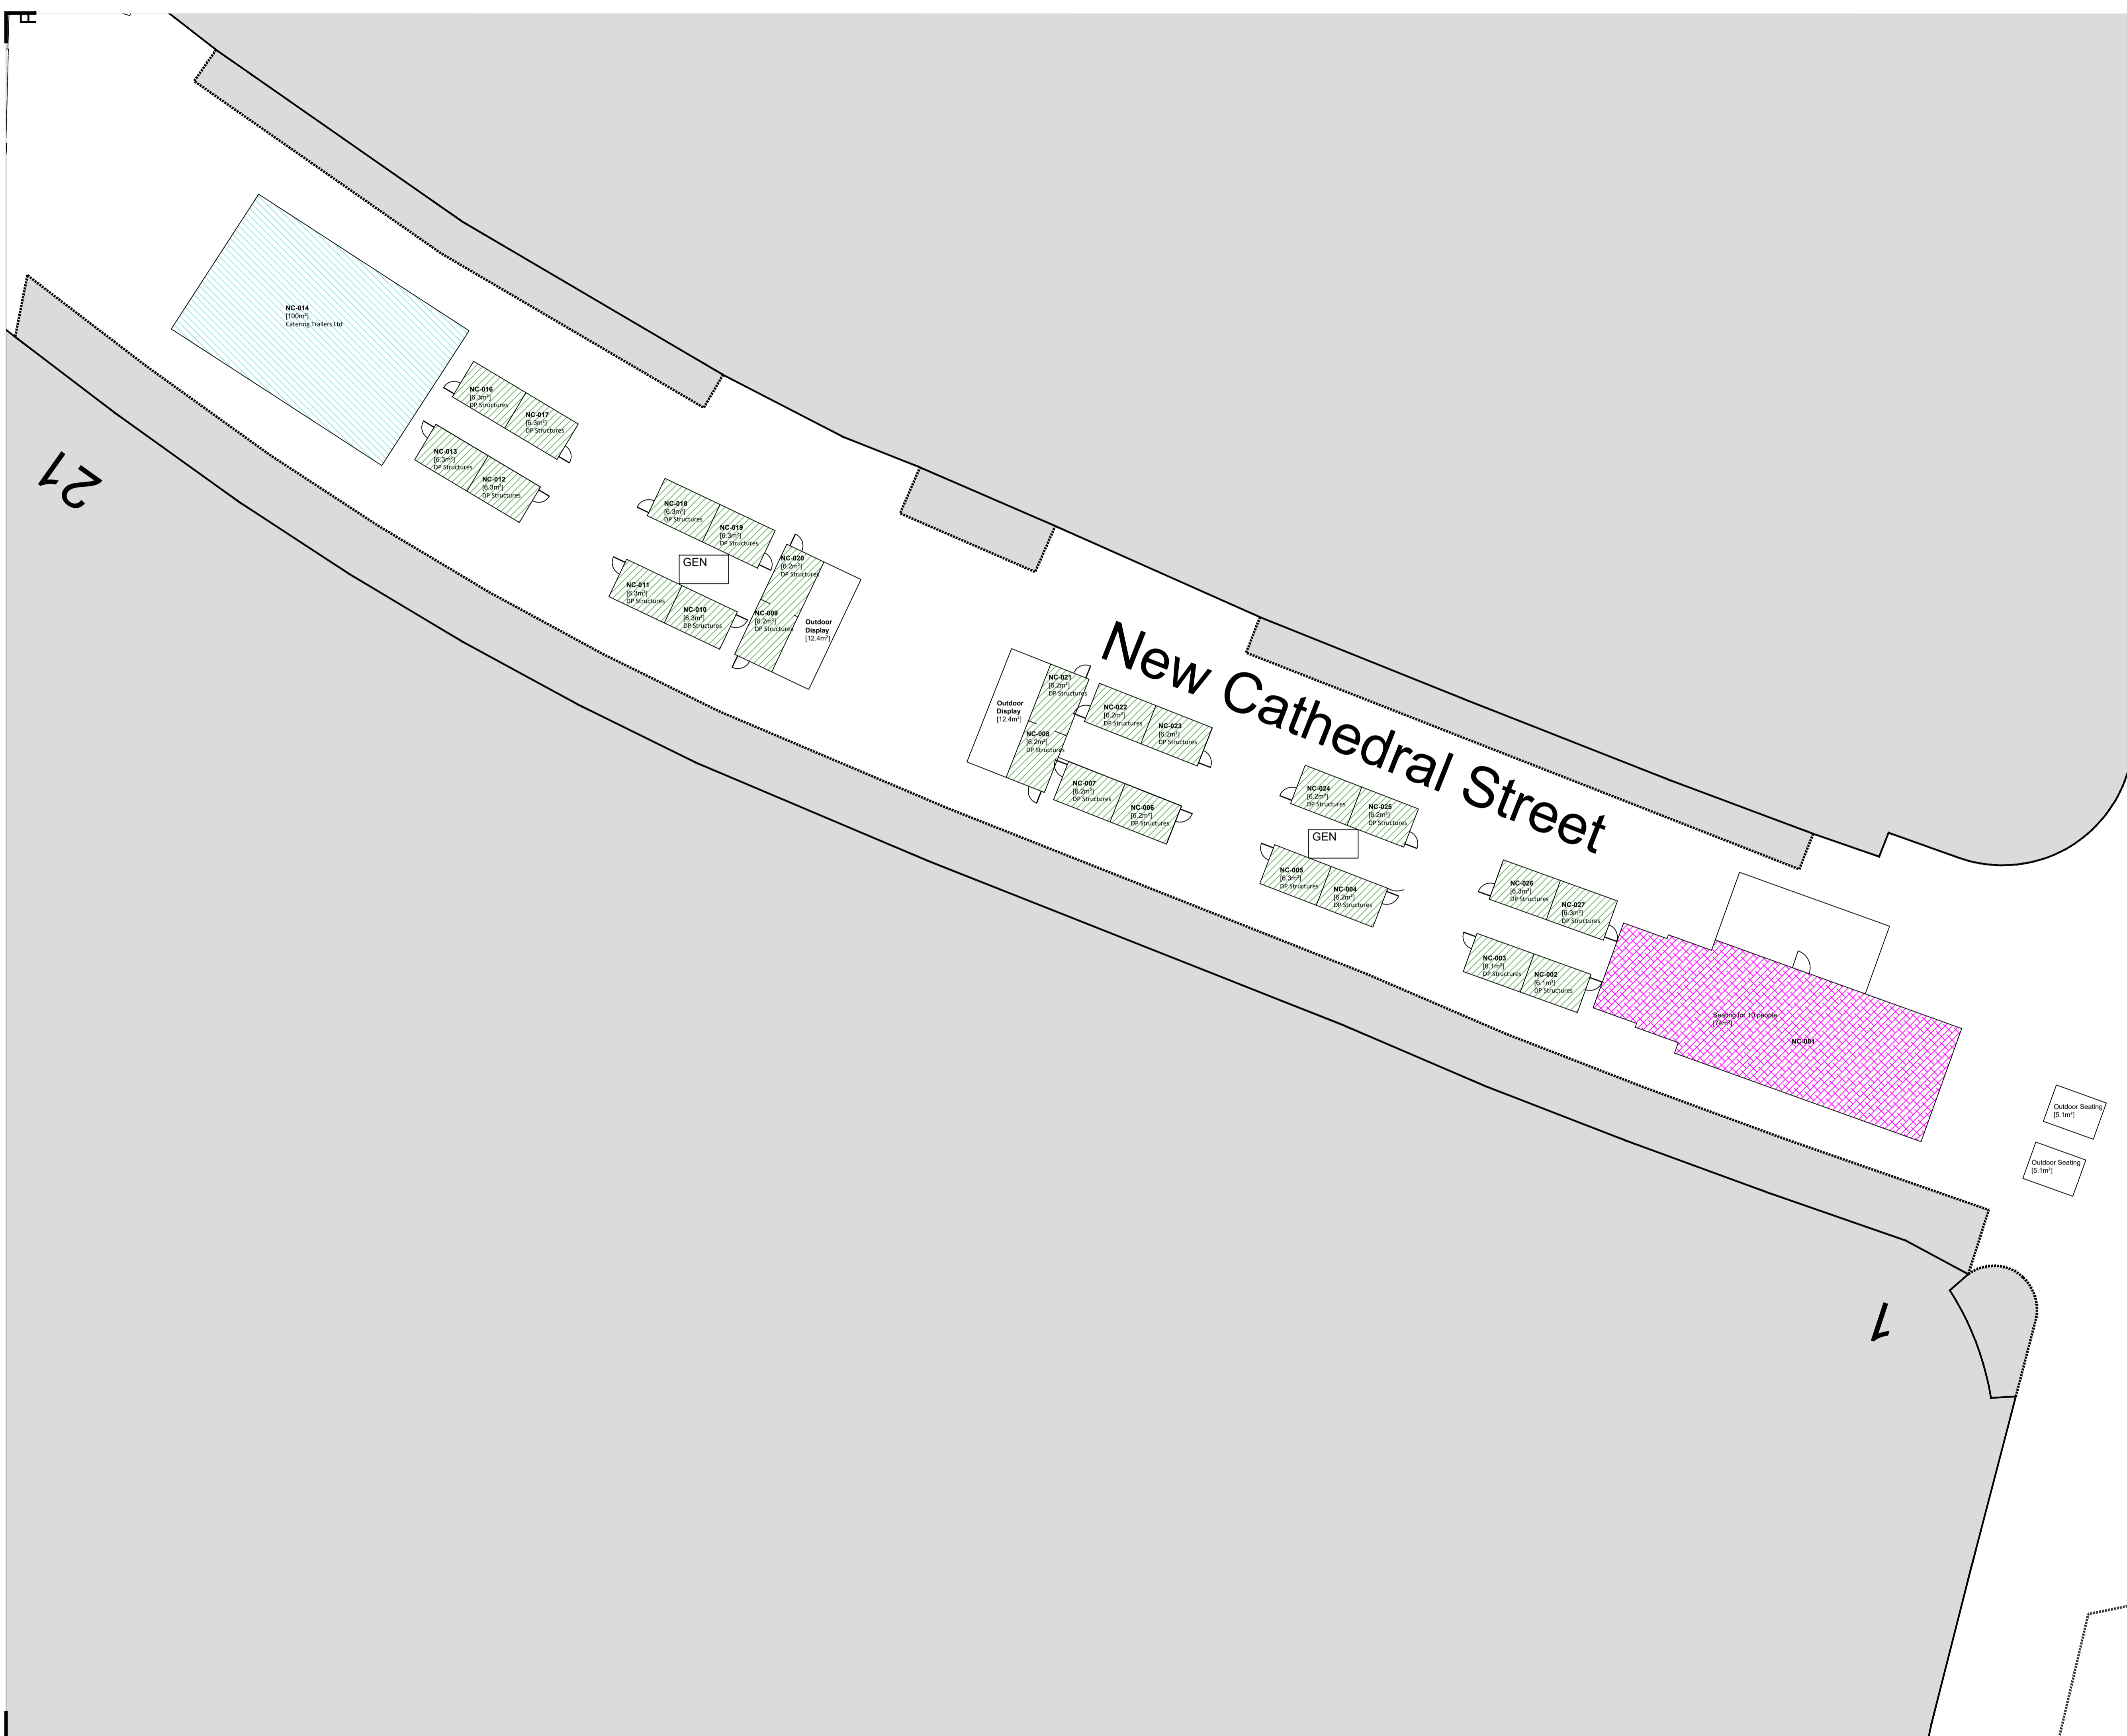 NC-014
[100m²]
Catering Trailers Ltd
NC-016
[6.3m²]
DP Structures
NC-017
[6.3m²]
DP Structures
NC-013
[6.3m²]
DP Structures
NC-012
[6.3m²]
DP Structures
21
NC-018
[6.3m²]
DP Structures
NC-019
[6.3m²]
DP Structures
GEN
NC-020
[6.2m²]
DP Structures
NC-011
[6.3m²]
DP Structures
NC-010
[6.3m²]
DP Structures
NC-009
[6.2m²]
DP Structures
Outdoor
Display
[12.4m²]
New Cathedral Street
Outdoor
Display
[12.4m²]
NC-021
[6.2m²]
DP Structures
NC-008
[6.2m²]
DP Structures
NC-022
[6.2m²]
DP Structures
NC-023
[6.2m²]
DP Structures
NC-007
[6.2m²]
DP Structures
NC-006
[6.2m²]
DP Structures
NC-024
[6.2m²]
DP Structures
NC-025
[6.2m²]
DP Structures
GEN
NC-005
[6.3m²]
DP Structures
NC-004
[6.2m²]
DP Structures
NC-026
[6.3m²]
DP Structures
NC-027
[6.3m²]
DP Structures
NC-003
[6.1m²]
DP Structures
NC-002
[6.1m²]
DP Structures
Seating for 10 people
[74m²]
NC-001
Outdoor Seating
[5.1m²]
Outdoor Seating
[5.1m²]
1